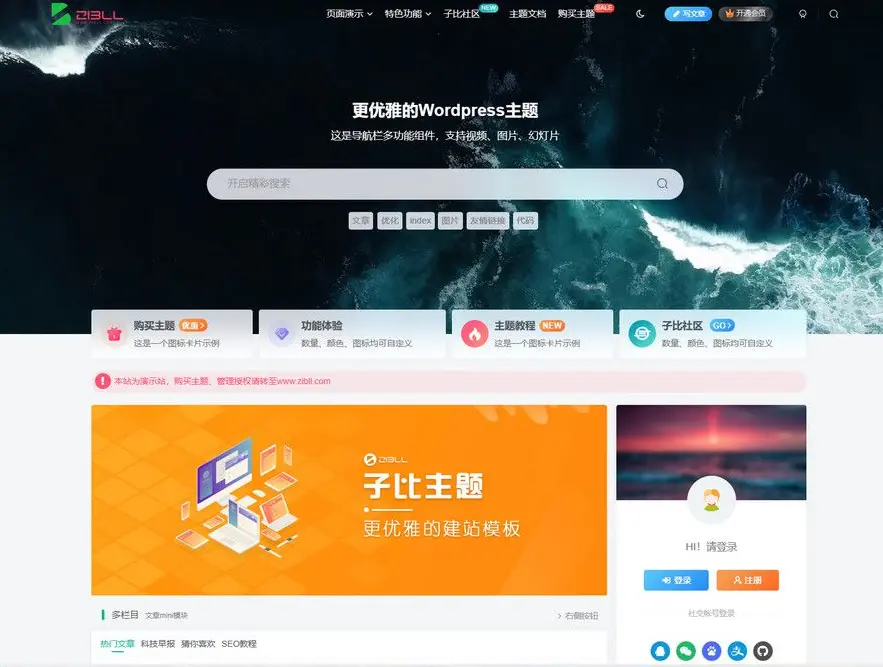 ZIBLL
页面演示 特色功能 子比社区 NEW 主题文档 购买主题 SALE 写文章 开通会员
更优雅的Wordpress主题
这是导航栏多功能组件，支持视频、图片、幻灯片
开启精彩搜索
文章 优化 index 图片 友情链接 代码
购买主题 优惠
这是一个图标卡片示例
功能体验
数量、颜色、图标均可自定义
主题教程 NEW
这是一个图标卡片示例
子比社区 GO
数量、颜色、图标均可自定义
本站为演示站，购买主题、管理授权请转至www.zibll.com
ZIBLL
子比主题
更优雅的建站模板
HI！请登录
登录 注册
社交帐号登录
多栏目 文章mini模块 右侧按钮
热门文章 科技早报 猜你喜欢 SEO教程